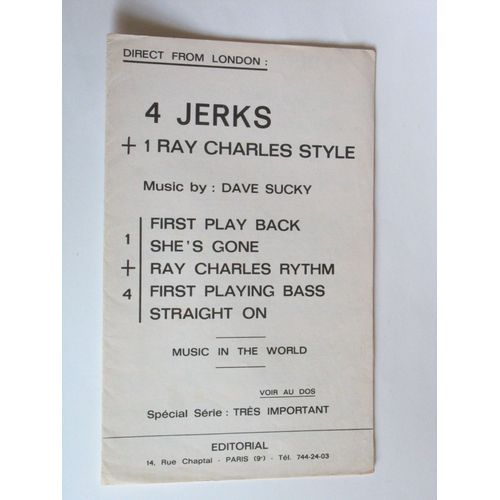 DIRECT FROM LONDON :
4 JERKS
+ 1 RAY CHARLES STYLE
Music by : DAVE SUCKY
FIRST PLAY BACK
1 SHE'S GONE
+ RAY CHARLES RYTHM
4 FIRST PLAYING BASS
STRAIGHT ON
MUSIC IN THE WORLD
VOIR AU DOS
Spécial Série : TRÈS IMPORTANT
EDITORIAL
14, Rue Chaptal - PARIS (9e) - Tél. 744-24-03